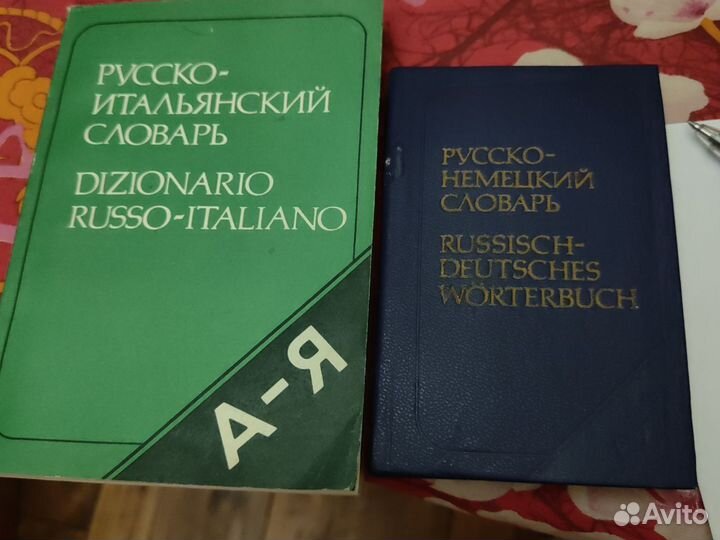 РУССКО-
ИТАЛЬЯНСКИЙ
СЛОВАРЬ
DIZIONARIO
RUSSO-ITALIANO
А-Я
РУССКО-
НЕМЕЦКИЙ
СЛОВАРЬ
RUSSISCH-
DEUTSCHES
WÖRTERBUCH
Avito